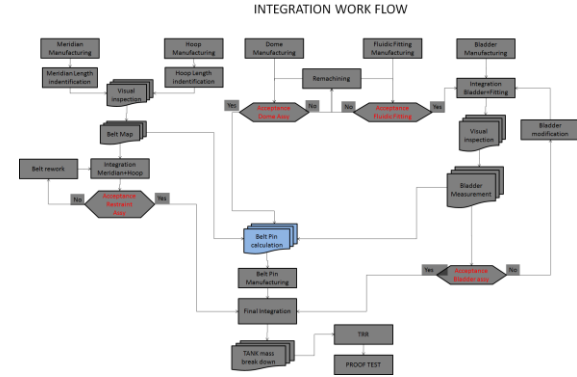 INTEGRATION WORK FLOW
Meridian
Manufacturing
Hoop
Manufacturing
Dome
Manufacturing
Fluidic Fitting
Manufacturing
Bladder
Manufacturing
Meridian Length
indentification
Hoop Length
indentification
Remachining
Integration
Bladder+Fitting
Visual
inspection
Yes
Acceptance
Dome Assy
No
No
Acceptance
Fluidic Fitting
Yes
Belt Map
Visual
inspection
Bladder
modification
Belt rework
Integration
Meridian+Hoop
Bladder
Measurement
No
Acceptance
Restraint
Assy
Yes
Belt Pin
calculation
Belt Pin
Manufacturing
Yes
Acceptance
Bladder assy
No
Final Integration
TANK mass
break down
TRB
PROOF TEST